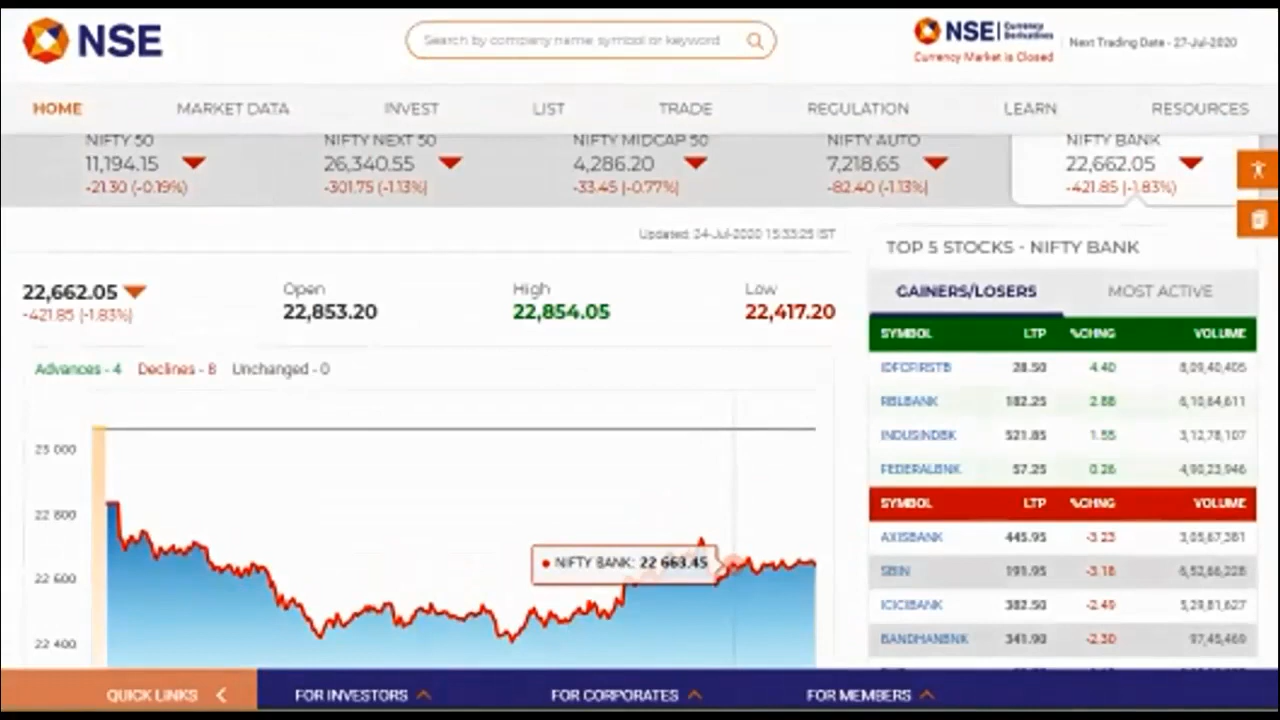 NSE
Search by company name symbol or keyword
NSE | Currency Derivatives
Currency Market is Closed
Next Trading Date - 27-Jul-2020
HOME MARKET DATA INVEST LIST TRADE REGULATION LEARN RESOURCES
NIFTY 50 NIFTY NEXT 50 NIFTY MIDCAP 50 NIFTY AUTO NIFTY BANK
11,194.15 26,340.55 4,286.20 7,218.65 22,662.05
-21.30 (-0.19%) -301.75 (-1.13%) -33.45 (-0.77%) -82.40 (-1.13%) -421.85 (-1.83%)
Updated: 24-Jul-2020 15:33:25 IST
22,662.05
-421.85 (-1.83%)
Open
22,853.20
High
22,854.05
Low
22,417.20
Advances - 4 Declines - 8 Unchanged - 0
23 000
22 800
22 600
22 400
NIFTY BANK: 22 663.45
TOP 5 STOCKS - NIFTY BANK
GAINERS/LOSERS MOST ACTIVE
SYMBOL LTP %CHNG VOLUME
IDFCFIRSTB 28.50 4.40 8,09,40,405
RBLBANK 182.25 2.88 6,10,64,611
INDUSINDBK 521.85 1.55 3,12,78,107
FEDERALBNK 57.25 0.26 4,90,23,946
SYMBOL LTP %CHNG VOLUME
AXISBANK 445.95 -3.23 3,05,67,381
SBIN 191.95 -3.18 6,52,66,228
ICICIBANK 382.50 -2.49 5,29,81,627
BANDHANBNK 341.90 -2.30 97,45,469
QUICK LINKS FOR INVESTORS FOR CORPORATES FOR MEMBERS